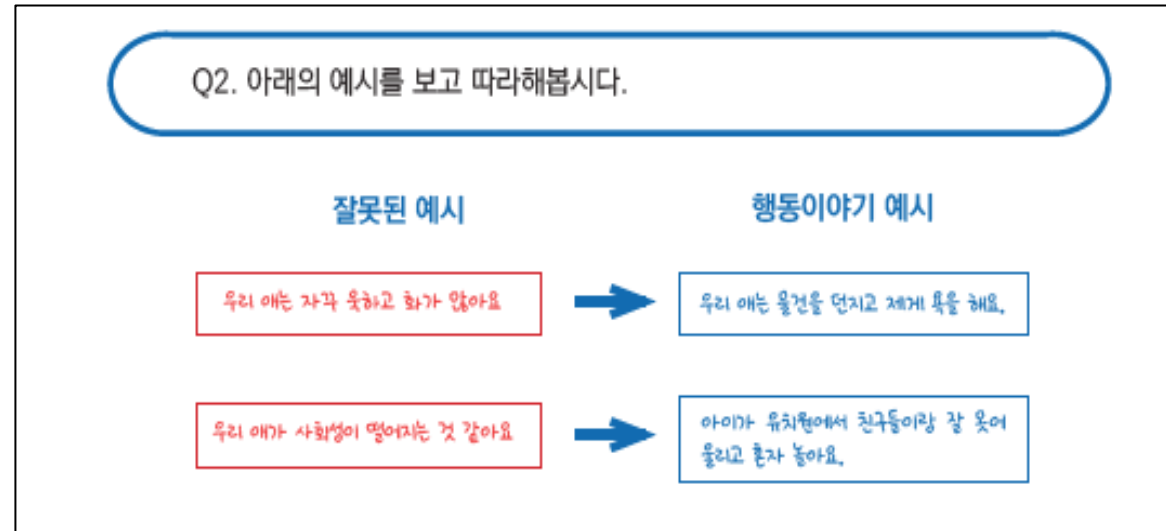 Q2. 아래의 예시를 보고 따라해봅시다.
잘못된 예시
행동이야기 예시
우리 애는 자꾸 욱하고 화가 많아요
우리 애는 물건을 던지고 제게 욕을 해요.
우리 애가 사회성이 떨어지는 것 같아요
아이가 유치원에서 친구들이랑 잘 못어
울리고 혼자 놀아요.